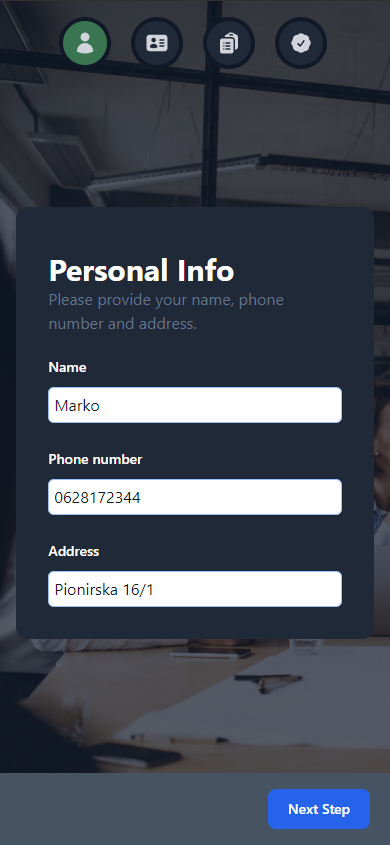 Personal Info
Please provide your name, phone
number and address.
Name
Marko
Phone number
0628172344
Address
Pionirska 16/1
Next Step